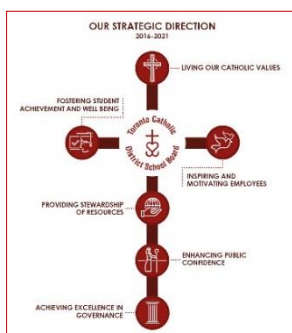 OUR STRATEGIC DIRECTION
2016-2021
LIVING OUR CATHOLIC VALUES
FOSTERING STUDENT
ACHIEVEMENT AND WELL BEING
Toronto Catholic
District School Board
INSPIRING AND
MOTIVATING EMPLOYEES
PROVIDING STEWARDSHIP
OF RESOURCES
ENHANCING PUBLIC
CONFIDENCE
ACHIEVING EXCELLENCE IN
GOVERNANCE